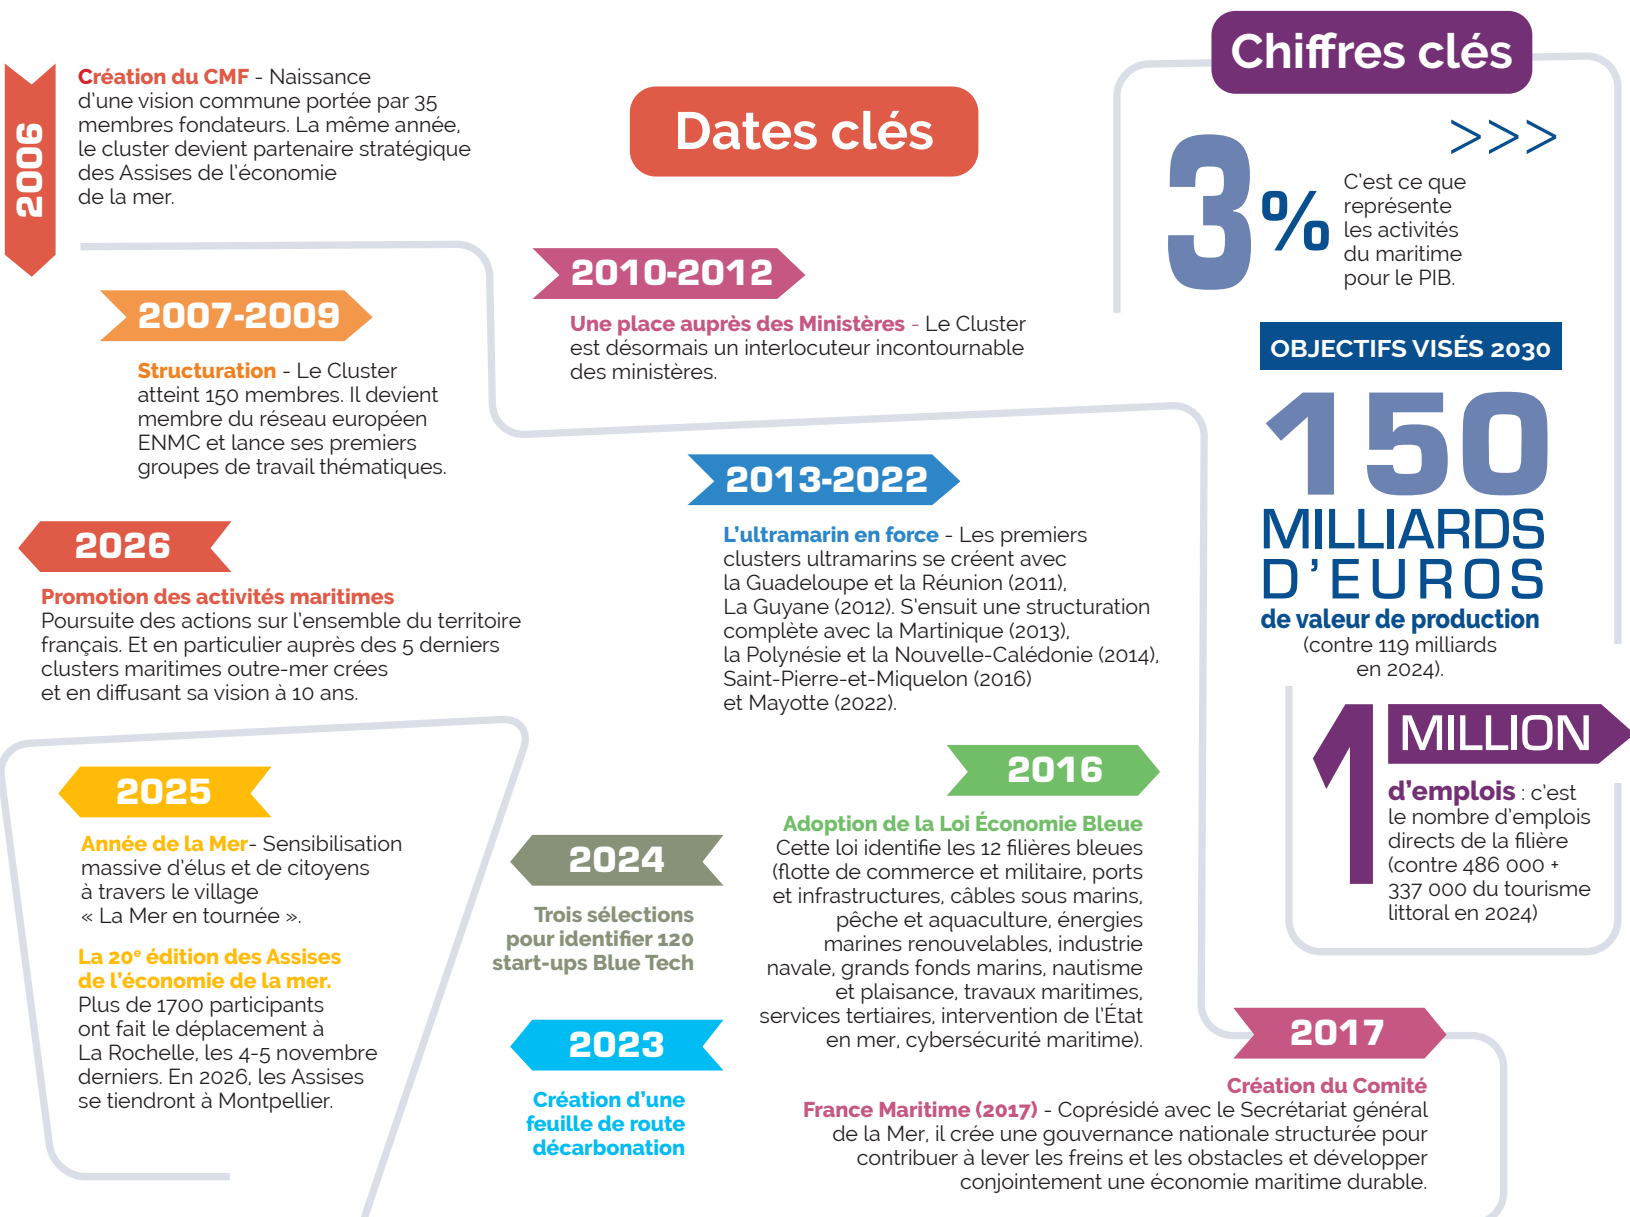 Dates clés
2006
Création du CMF - Naissance
d'une vision commune portée par 35
membres fondateurs. La même année,
le cluster devient partenaire stratégique
des Assises de l'économie
de la mer.
2007-2009
Structuration - Le Cluster
atteint 150 membres. Il devient
membre du réseau européen
ENMC et lance ses premiers
groupes de travail thématiques.
2010-2012
Une place auprès des Ministères - Le Cluster
est désormais un interlocuteur incontournable
des ministères.
2013-2022
L'ultramarin en force - Les premiers
clusters ultramarins se créent avec
la Guadeloupe et la Réunion (2011),
La Guyane (2012). S'ensuit une structuration
complète avec la Martinique (2013),
la Polynésie et la Nouvelle-Calédonie (2014),
Saint-Pierre-et-Miquelon (2016)
et Mayotte (2022).
2016
Adoption de la Loi Économie Bleue
Cette loi identifie les 12 filières bleues
(flotte de commerce et militaire, ports
et infrastructures, câbles sous marins,
pêche et aquaculture, énergies
marines renouvelables, industrie
navale, grands fonds marins, nautisme
et plaisance, travaux maritimes,
services tertiaires, intervention de l'État
en mer, cybersécurité maritime).
2017
Création du Comité
France Maritime (2017) - Coprésidé avec le Secrétariat général
de la Mer, il crée une gouvernance nationale structurée pour
contribuer à lever les freins et les obstacles et développer
conjointement une économie maritime durable.
2023
Création d'une
feuille de route
décarbonation
2024
Trois sélections
pour identifier 120
start-ups Blue Tech
2025
Année de la Mer- Sensibilisation
massive d'élus et de citoyens
à travers le village
« La Mer en tournée ».
La 20e édition des Assises
de l'économie de la mer.
Plus de 1700 participants
ont fait le déplacement à
La Rochelle, les 4-5 novembre
derniers. En 2026, les Assises
se tiendront à Montpellier.
2026
Promotion des activités maritimes
Poursuite des actions sur l'ensemble du territoire
français. Et en particulier auprès des 5 derniers
clusters maritimes outre-mer crées
et en diffusant sa vision à 10 ans.
Chiffres clés
>>>
3%
C'est ce que
représente
les activités
du maritime
pour le PIB.
OBJECTIFS VISÉS 2030
150
MILLIARDS
D'EUROS
de valeur de production
(contre 119 milliards
en 2024).
1 MILLION
d'emplois : c'est
le nombre d'emplois
directs de la filière
(contre 486 000 +
337 000 du tourisme
littoral en 2024)